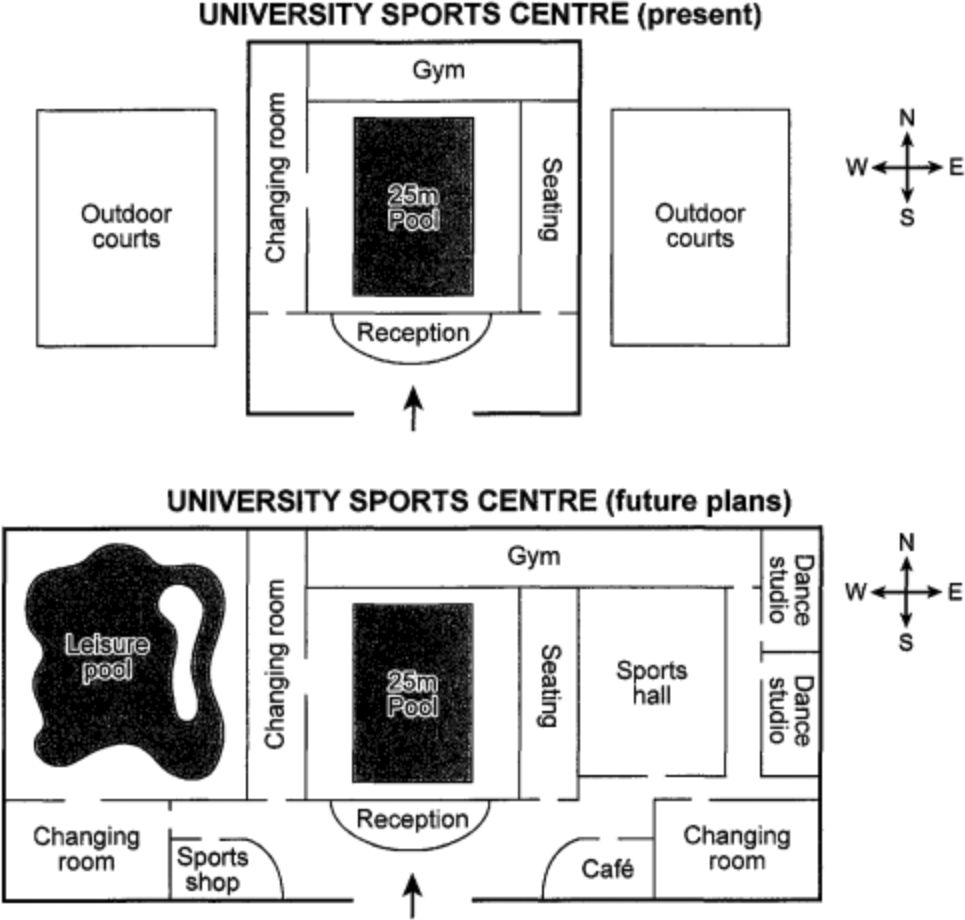 UNIVERSITY SPORTS CENTRE (present)
Gym
Changing room
25m
Pool
Seating
Outdoor
courts
Outdoor
courts
Reception
N
W E
S
UNIVERSITY SPORTS CENTRE (future plans)
Gym
Leisure
pool
Changing room
25m
Pool
Seating
Sports
hall
Dance
studio
Dance
studio
N
W E
S
Changing
room
Sports
shop
Reception
Café
Changing
room